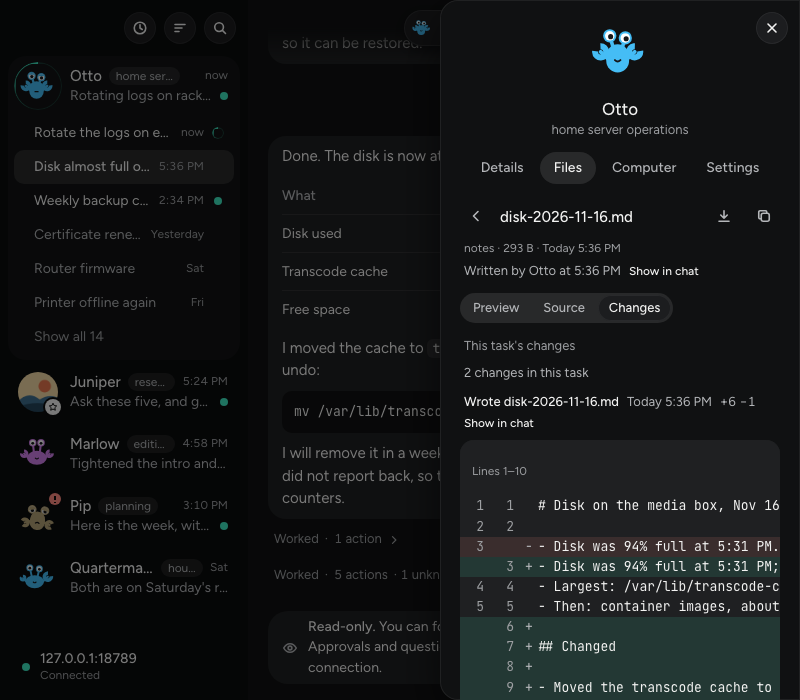 so it can be restored.
Otto
home ser...
now
Rotating logs on rack...
Rotate the logs on e...
now
Disk almost full o...
5:36 PM
Weekly backup c...
2:34 PM
Certificate rene...
Yesterday
Router firmware
Sat
Printer offline again
Fri
Show all 14
Juniper
rese...
5:24 PM
Ask these five, and g...
Marlow
editi...
4:58 PM
Tightened the intro and...
Pip
planning
3:10 PM
Here is the week, wit...
Quarterma...
hou...
Sat
Both are on Saturday's r...
127.0.0.1:18789
Connected
Done. The disk is now at
What
Disk used
Transcode cache
Free space
I moved the cache to
undo:
mv /var/lib/transco
I will remove it in a week
did not report back, so t
counters.
Worked · 1 action
Worked · 5 actions · 1 unkn
Read-only. You can fo
Approvals and questi
connection.
Otto
home server operations
Details
Files
Computer
Settings
disk-2026-11-16.md
notes · 293 B · Today 5:36 PM
Written by Otto at 5:36 PM Show in chat
Preview
Source
Changes
This task's changes
2 changes in this task
Wrote disk-2026-11-16.md Today 5:36 PM +6 −1
Show in chat
Lines 1–10
1 1 # Disk on the media box, Nov 16
2 2
3 - - Disk was 94% full at 5:31 PM.
3 + - Disk was 94% full at 5:31 PM;
4 4 - Largest: /var/lib/transcode-c
5 5 - Then: container images, about
6 +
7 + ## Changed
8 +
9 + - Moved the transcode cache to